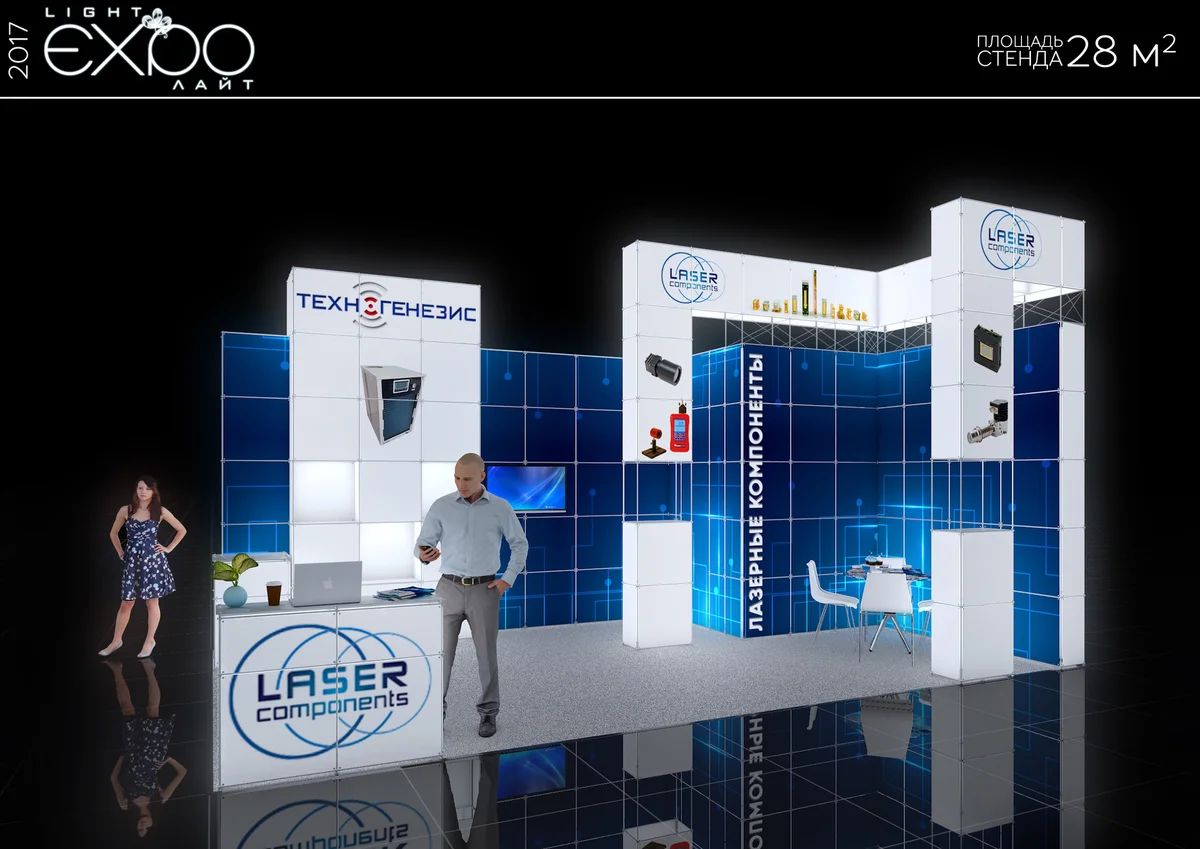 2017
LIGHT
EXPO
ЛАЙТ
ПЛОЩАДЬ
СТЕНДА 28 м²
ТЕХНОГЕНЕЗИС
LASER
components
LASER
components
ЛАЗЕРНЫЕ КОМПОНЕНТЫ
LASER
components